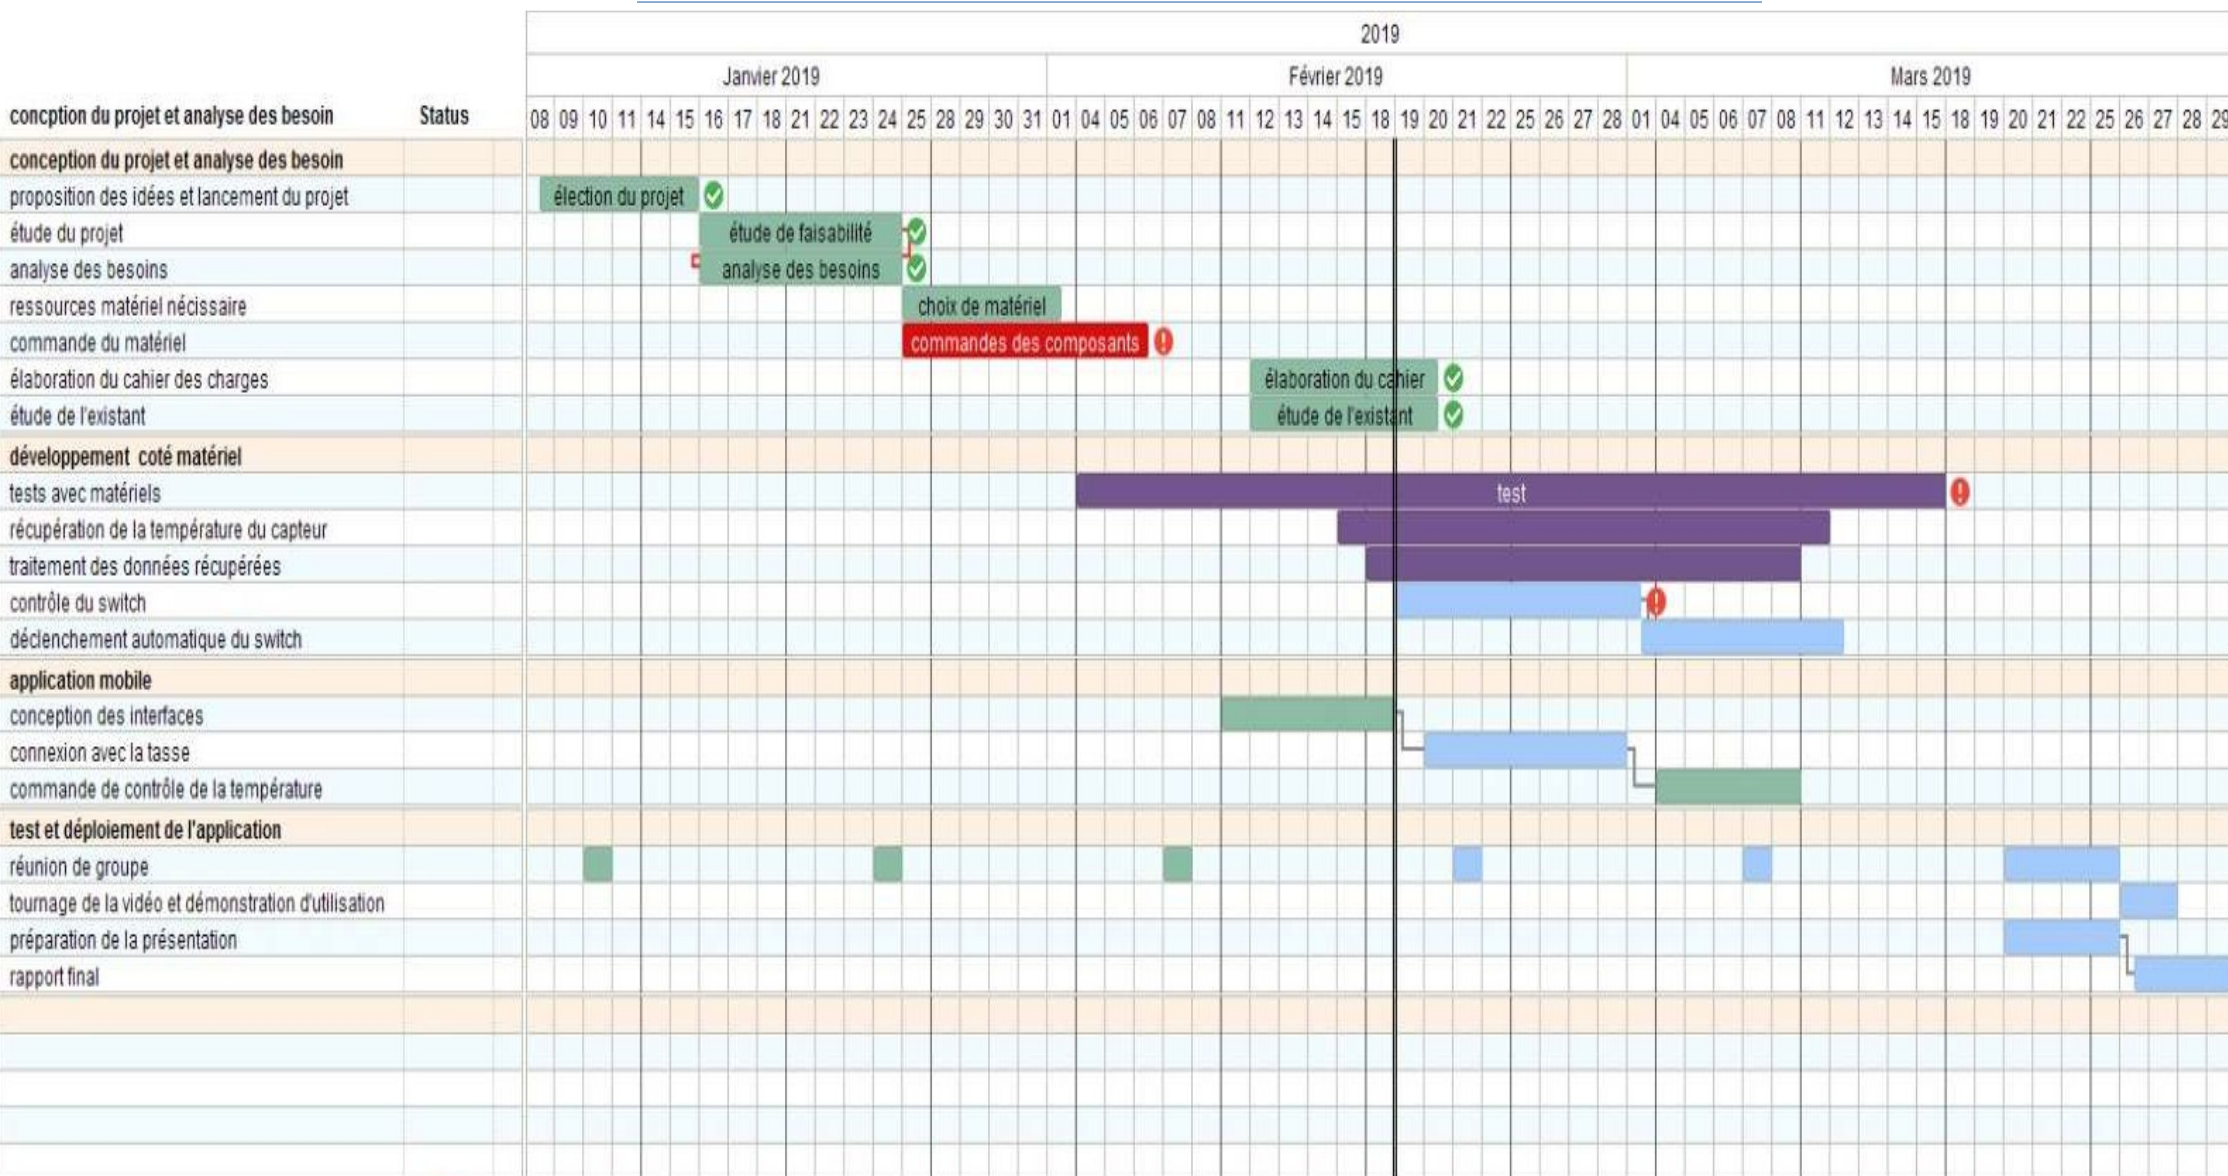 2019
Janvier 2019 Février 2019 Mars 2019
concption du projet et analyse des besoin Status 08 09 10 11 14 15 16 17 18 21 22 23 24 25 28 29 30 31 01 04 05 06 07 08 11 12 13 14 15 18 19 20 21 22 25 26 27 28 01 04 05 06 07 08 11 12 13 14 15 18 19 20 21 22 25 26 27 28 29
conception du projet et analyse des besoin
proposition des idées et lancement du projet élection du projet
étude du projet étude de faisabilité
analyse des besoins analyse des besoins
ressources matériel nécissaire choix de matériel
commande du matériel commandes des composants
élaboration du cahier des charges élaboration du cahier
étude de l'existant étude de l'existant
développement coté matériel
tests avec matériels test
récupération de la température du capteur
traitement des données récupérées
contrôle du switch
déclenchement automatique du switch
application mobile
conception des interfaces
connexion avec la tasse
commande de contrôle de la température
test et déploiement de l'application
réunion de groupe
tournage de la vidéo et démonstration d'utilisation
préparation de la présentation
rapport final